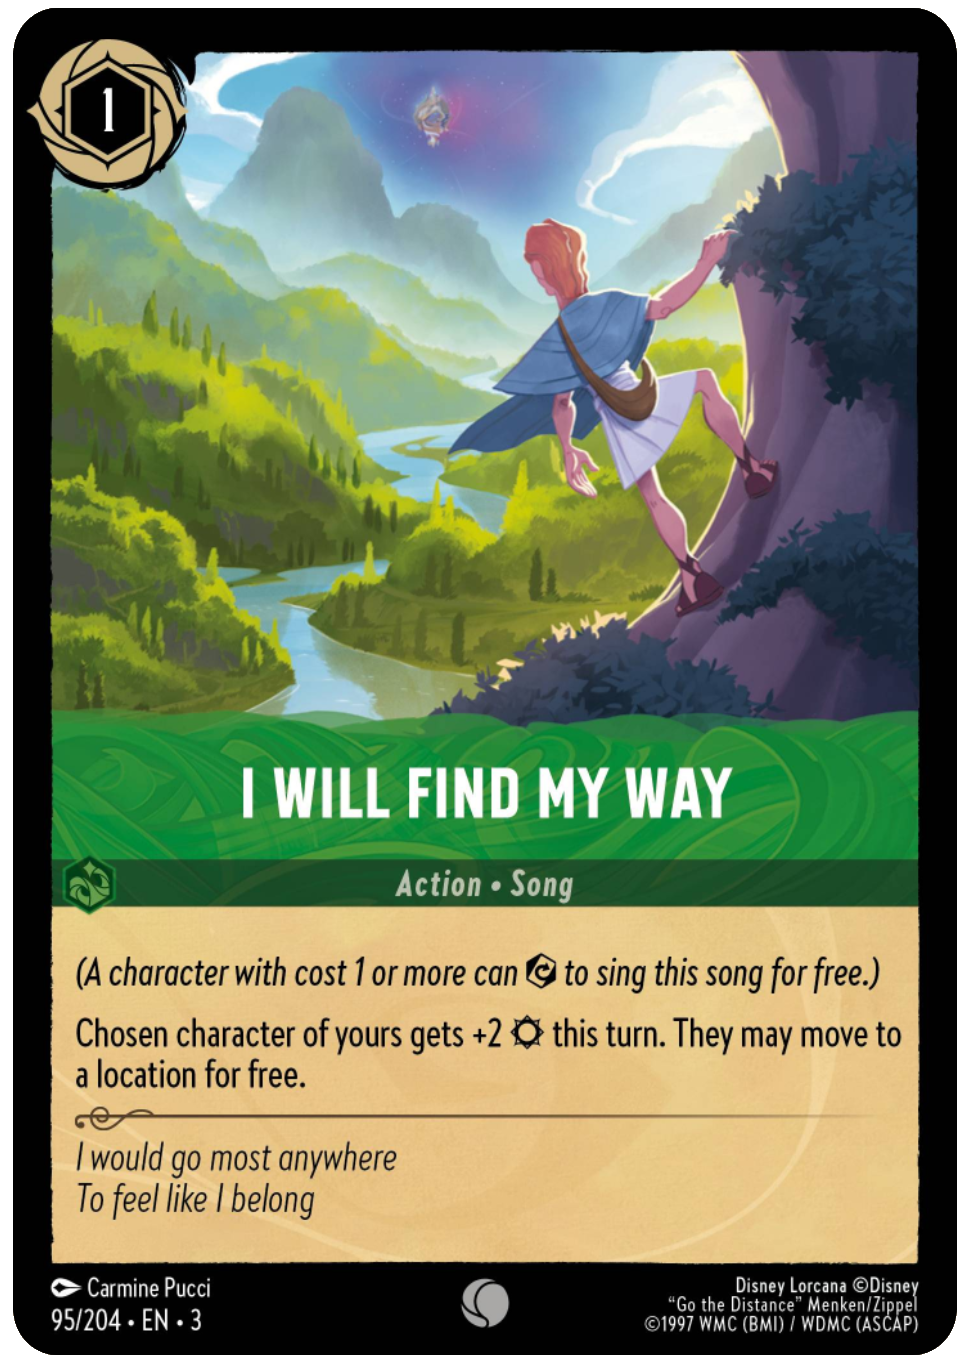 1
I WILL FIND MY WAY
Action • Song
(A character with cost 1 or more can to sing this song for free.)
Chosen character of yours gets +2 this turn. They may move to
a location for free.
I would go most anywhere
To feel like I belong
Carmine Pucci
95/204 • EN • 3
Disney Lorcana ©Disney
“Go the Distance” Menken/Zippel
©1997 WMC (BMI) / WDMC (ASCAP)